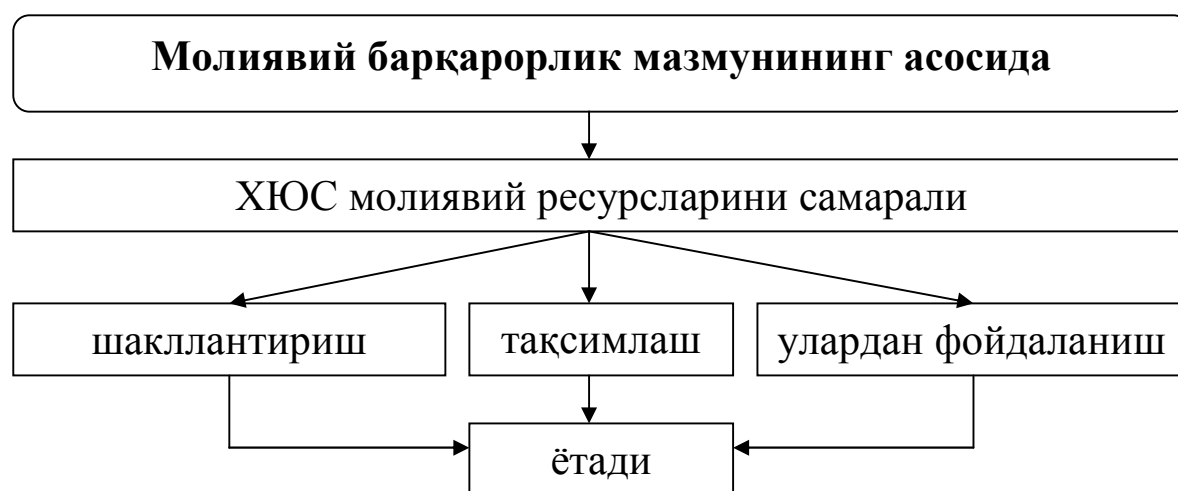 Молиявий барқарорлик мазмунининг асосида
ХЮС молиявий ресурсларини самарали
шакллантириш
тақсимлаш
улардан фойдаланиш
ётади